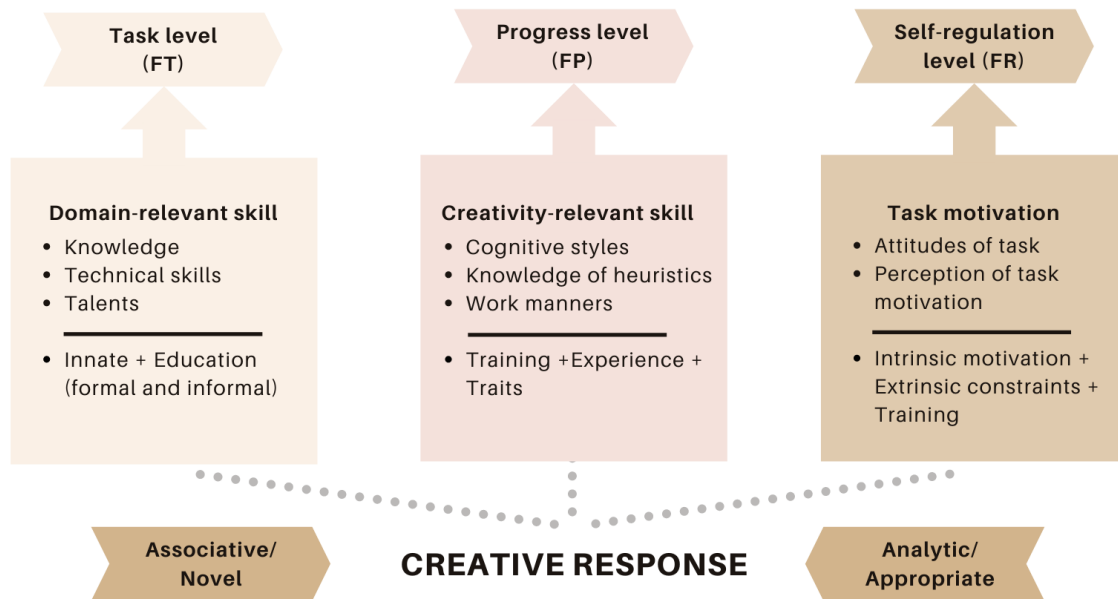 Task level
(FT)
Progress level
(FP)
Self-regulation
level (FR)
Domain-relevant skill
• Knowledge
• Technical skills
• Talents
• Innate + Education
(formal and informal)
Creativity-relevant skill
• Cognitive styles
• Knowledge of heuristics
• Work manners
• Training +Experience +
Traits
Task motivation
• Attitudes of task
• Perception of task
motivation
• Intrinsic motivation +
Extrinsic constraints +
Training
Associative/
Novel
CREATIVE RESPONSE
Analytic/
Appropriate